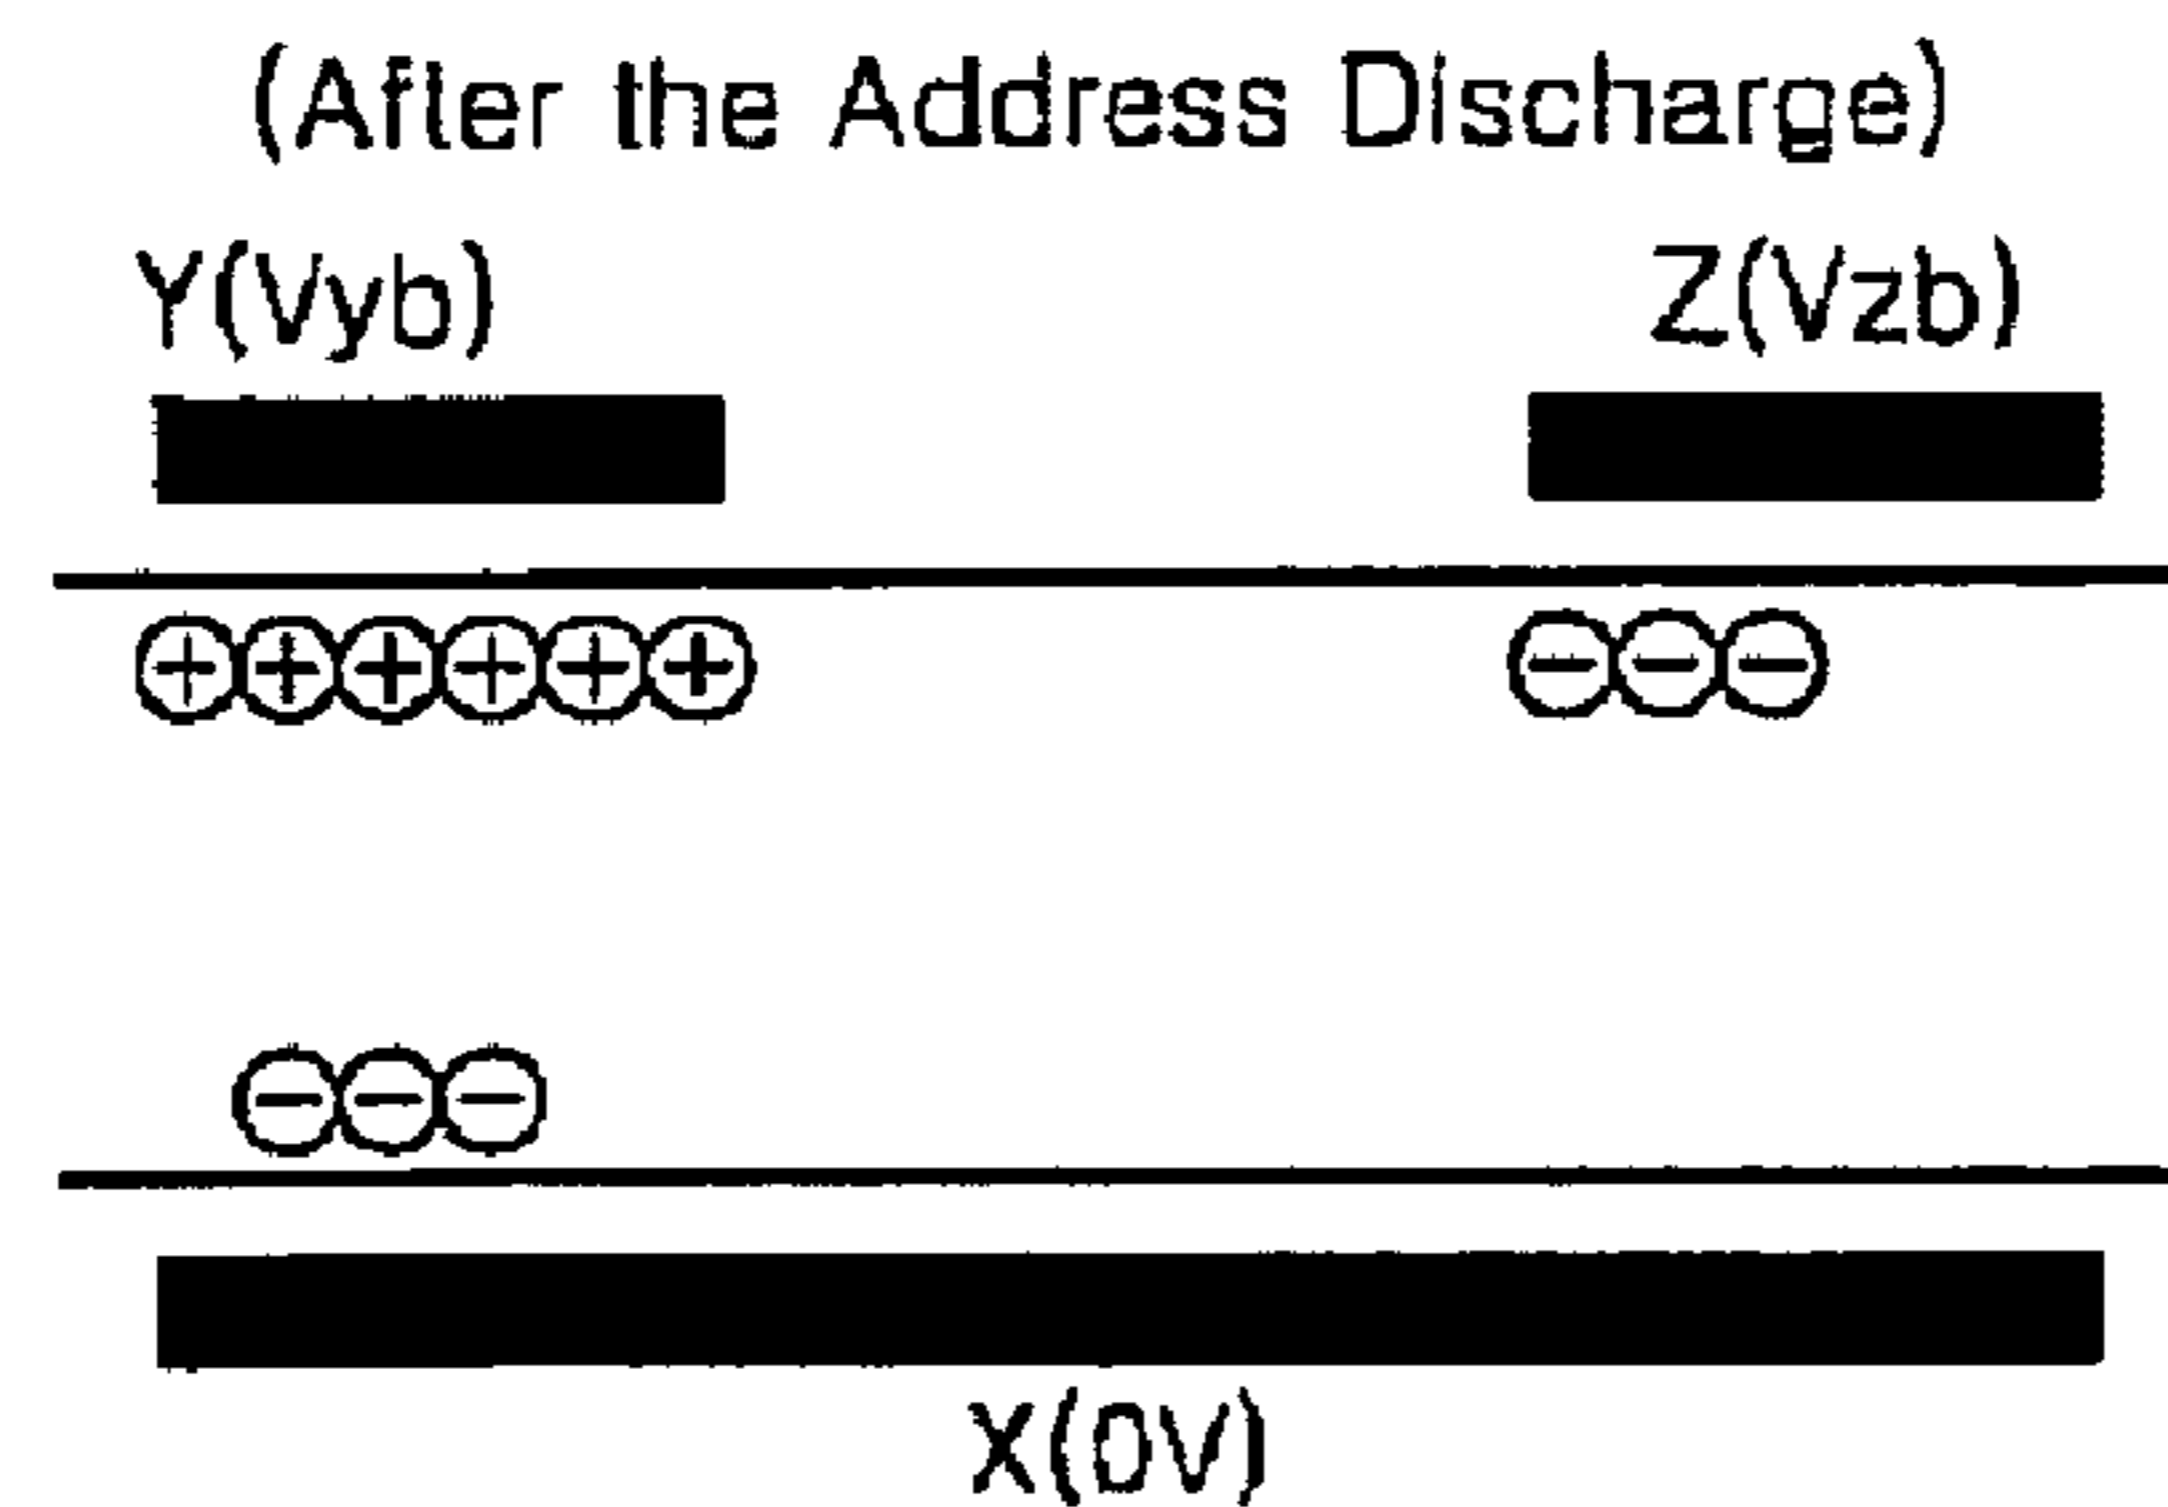 (After the Address Discharge)
Y(Vyb) Z(Vzb)
X(0V)